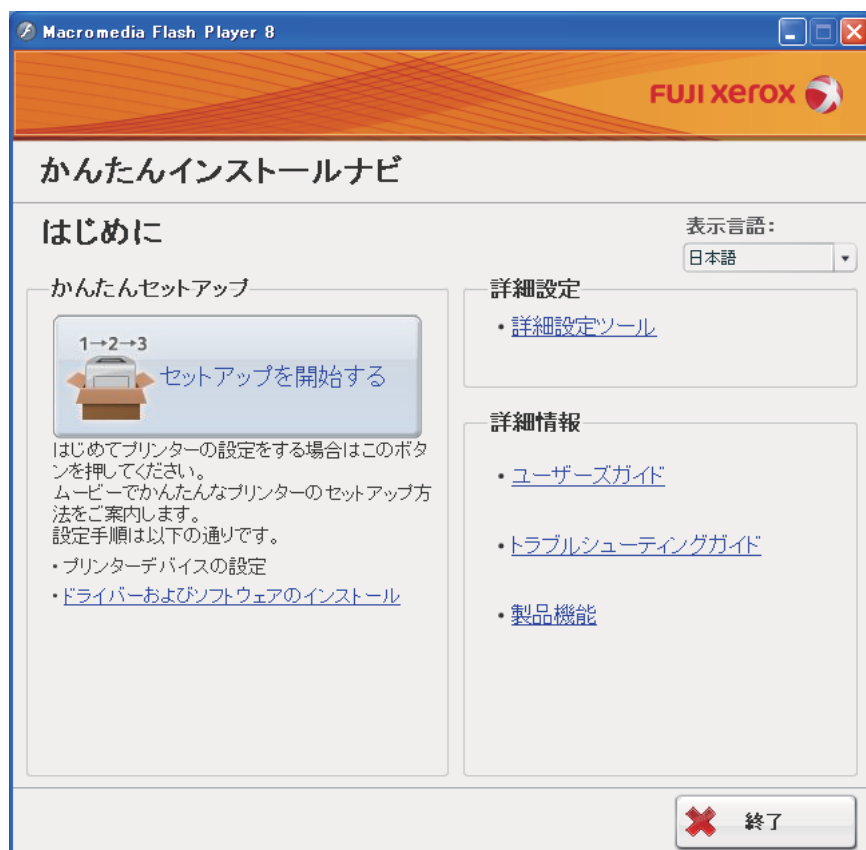 Macromedia Flash Player 8
FUJI xerox
かんたんインストールナビ
はじめに
表示言語：
日本語
かんたんセットアップ
1→2→3
セットアップを開始する
はじめてプリンターの設定をする場合はこのボタ
ンを押してください。
ムービーでかんたんなプリンターのセットアップ方
法をご案内します。
設定手順は以下の通りです。
・プリンターデバイスの設定
・ドライバーおよびソフトウェアのインストール
詳細設定
・詳細設定ツール
詳細情報
・ユーザーズガイド
・トラブルシューティングガイド
・製品機能
終了